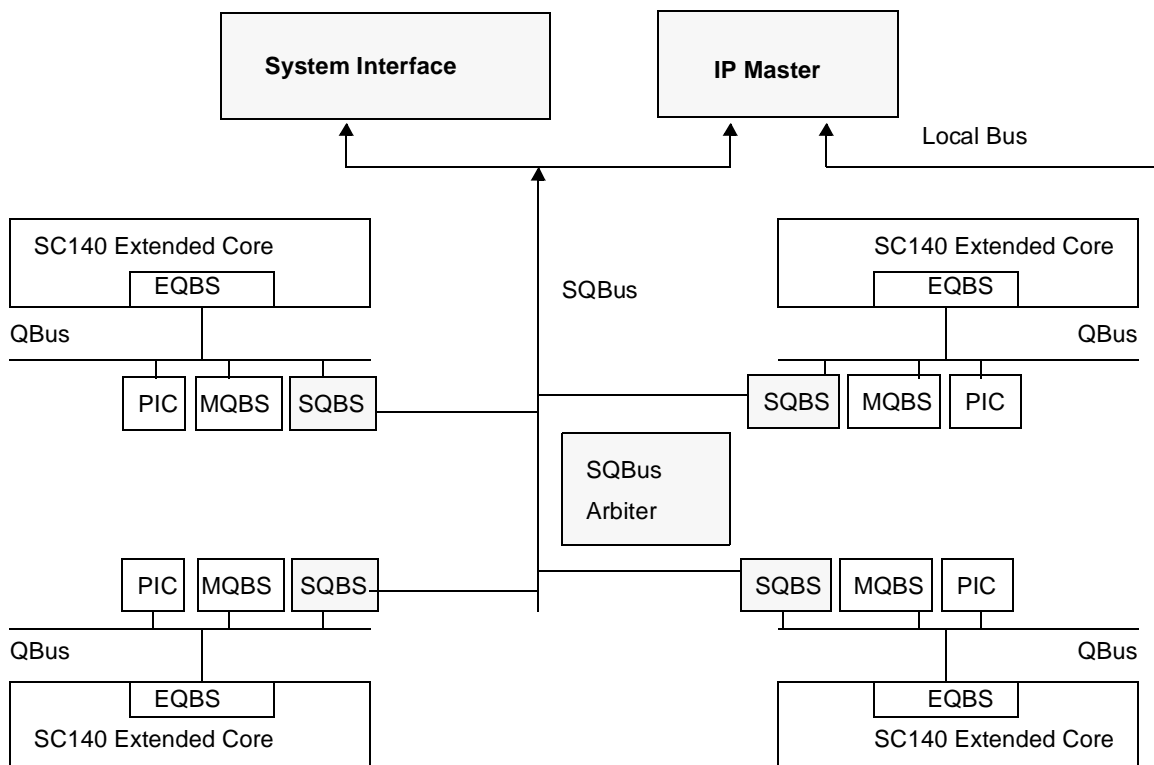 System Interface
IP Master
Local Bus
SC140 Extended Core
EQBS
SC140 Extended Core
EQBS
SQBus
QBus
QBus
PIC
MQBS
SQBS
SQBS
MQBS
PIC
SQBus
Arbiter
PIC
MQBS
SQBS
SQBS
MQBS
PIC
QBus
QBus
EQBS
SC140 Extended Core
EQBS
SC140 Extended Core